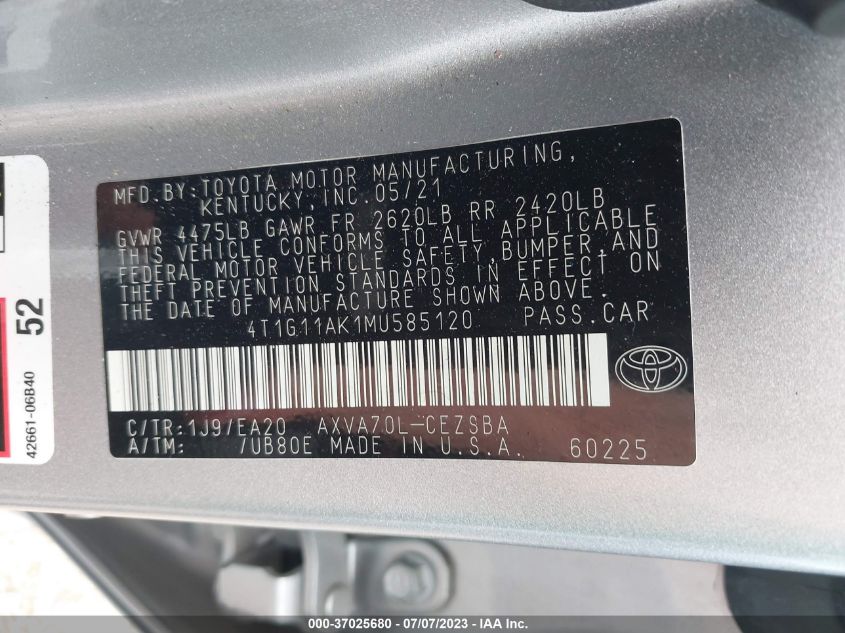 MFD.BY:TOYOTA MOTOR MANUFACTURING,
KENTUCKY,INC.05/21
GVWR 4475LB GAWR FR 2620LB RR 2420LB
THIS VEHICLE CONFORMS TO ALL APPLICABLE
FEDERAL MOTOR VEHICLE SAFETY,BUMPER,AND
THEFT PREVENTION STANDARDS IN EFFECT ON
THE DATE OF MANUFACTURE SHOWN ABOVE.
4T1G11AK1MU585120 PASS.CAR
C/TR:1J9/EA20 AXVA70L-CEZSBA
A/TM: 7UB80E MADE IN U.S.A. 60225
52
42661-06B40
000-37025680 / 07/07/2023 - IAA Inc.